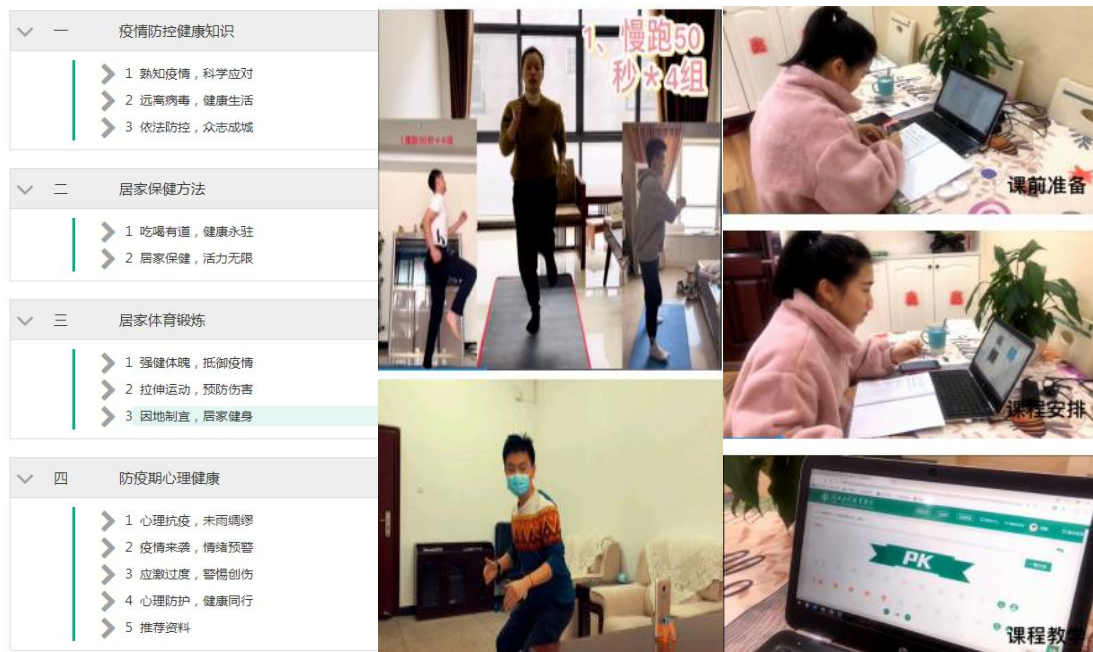 一 疫情防控健康知识
1 熟知疫情，科学应对
2 远离病毒，健康生活
3 依法防控，众志成城
二 居家保健方法
1 吃喝有道，健康永驻
2 居家保健，活力无限
三 居家体育锻炼
1 强健体魄，抵御疫情
2 拉伸运动，预防伤害
3 因地制宜，居家健身
四 防疫期心理健康
1 心理抗疫，未雨绸缪
2 疫情来袭，情绪预警
3 应激过度，警惕创伤
4 心理防护，健康同行
5 推荐资料
1、慢跑50
秒*4组
1慢跑50秒*4组
课前准备
课程安排
PK
课程教学